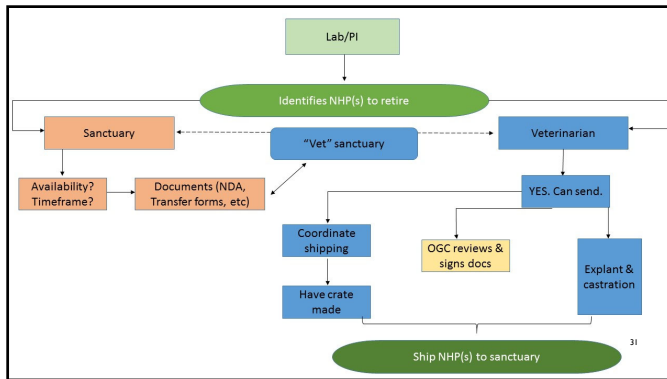 Lab/PI
Identifies NHP(s) to retire
Sanctuary
"Vet" sanctuary
Veterinarian
Availability?
Timeframe?
Documents (NDA,
Transfer forms, etc)
YES. Can send.
Coordinate
shipping
OGC reviews &
signs docs
Explant &
castration
Have crate
made
31
Ship NHP(s) to sanctuary